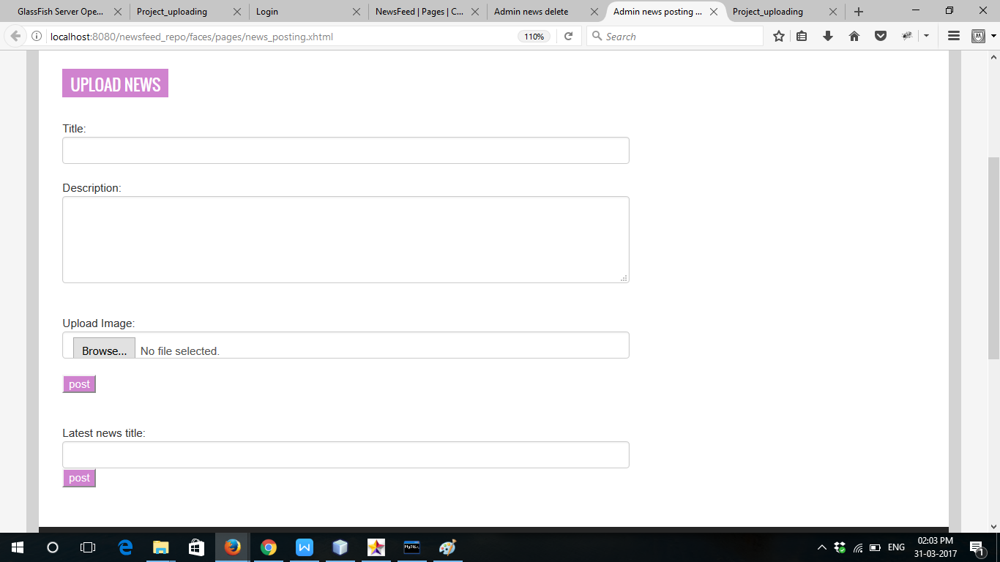 GlassFish Server Ope...
Project_uploading
Login
NewsFeed | Pages | C...
Admin news delete
Admin news posting ...
Project_uploading
localhost:8080/newsfeed_repo/faces/pages/news_posting.xhtml
110%
Search
UPLOAD NEWS
Title:
Description:
Upload Image:
Browse... No file selected.
post
Latest news title:
post
W
MySQL
ENG
02:03 PM
31-03-2017
1